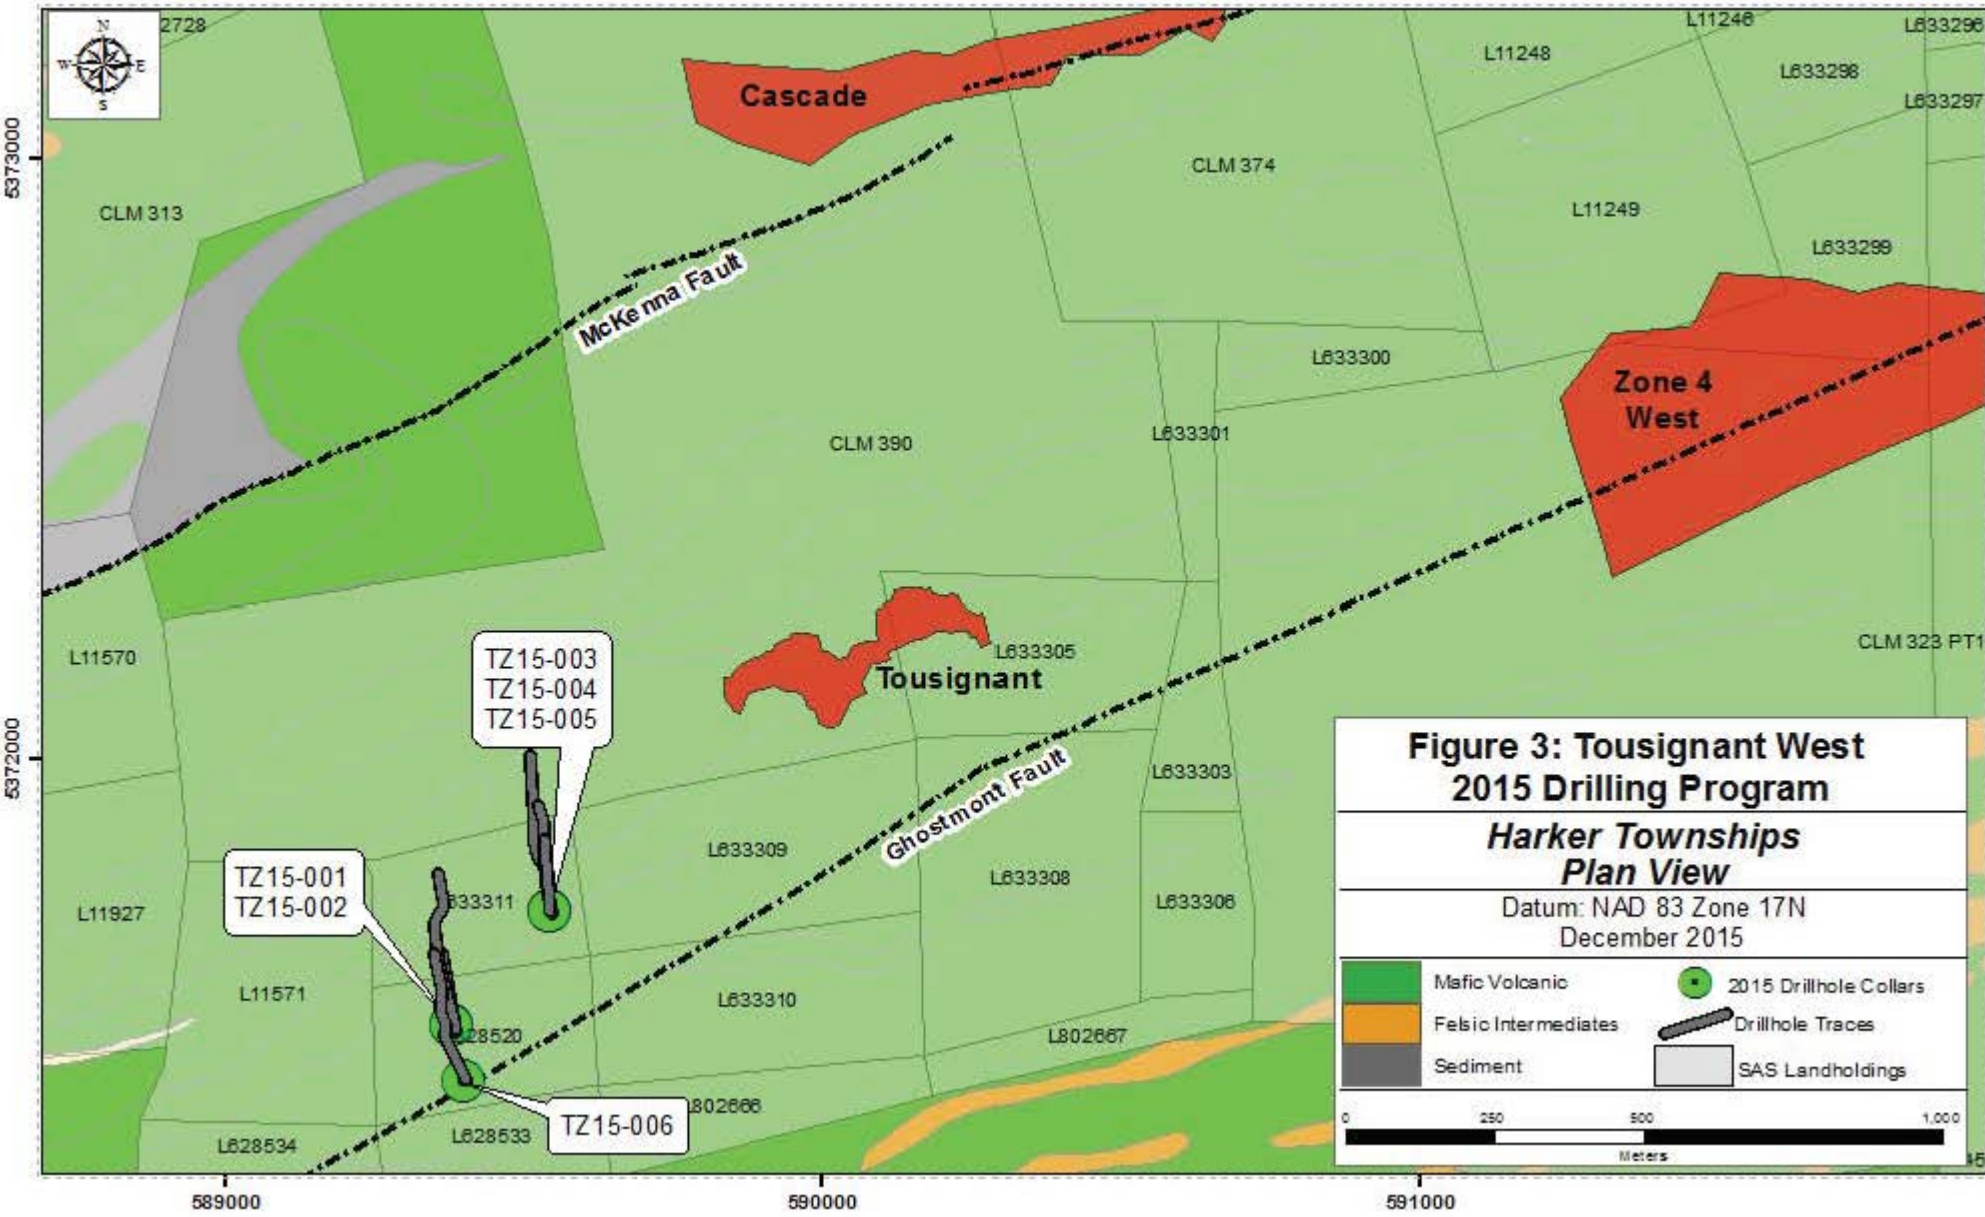 N
W E
S
2728
L11246
L633296
L11248
L633298
L633297
Cascade
5373000
CLM 374
CLM 313
L11249
L633299
McKenna Fault
L633300
Zone 4
West
L633301
CLM 390
CLM 323 PT1
L11570
L633305
TZ15-003
TZ15-004
TZ15-005
Tousignant
5372000
L633303
Ghostmont Fault
L633309
L633308
TZ15-001
TZ15-002
L633306
L11927
633311
L11571
L633310
28520
L802667
802666
TZ15-006
L628534
L628533
Figure 3: Tousignant West
2015 Drilling Program
Harker Townships
Plan View
Datum: NAD 83 Zone 17N
December 2015
Mafic Volcanic
2015 Drillhole Collars
Felsic Intermediates
Drillhole Traces
Sediment
SAS Landholdings
0 250 500 1,000
Meters
589000
590000
591000